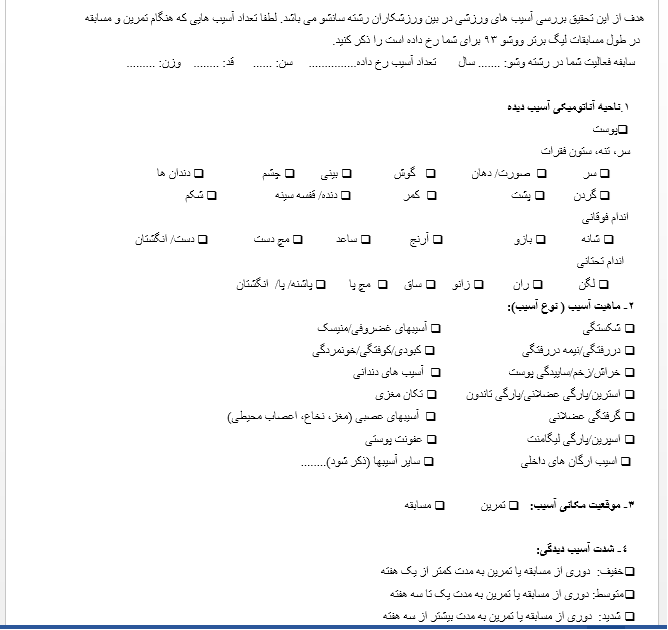 هدف از این تحقیق بررسی آسیب های ورزشی در بین ورزشکاران رشته سانشو می باشد. لطفا تعداد آسیب هایی که هنگام تمرین و مسابقه
در طول مسابقات لیگ برتر ووشو ۹۳ برای شما رخ داده است را ذکر کنید.
سابقه فعالیت شما در رشته وشو: ....... سال تعداد آسیب رخ داده............... سن: ...... قد: ........ وزن: .........
۱.ناحیه آناتومیکی آسیب دیده
❑پوست
سر، تنه، ستون فقرات
❑ سر ❑ صورت/ دهان ❑ گوش ❑ بینی ❑ چشم ❑ دندان ها
❑ گردن ❑ پشت ❑ کمر ❑ دنده/ قفسه سینه ❑ شکم
اندام فوقانی
❑ شانه ❑ بازو ❑ آرنج ❑ ساعد ❑ مچ دست ❑ دست/ انگشتان
اندام تحتانی
❑ لگن ❑ ران ❑ زانو ❑ ساق ❑ مچ پا ❑ پاشنه/ پا/ انگشتان
۲- ماهیت آسیب ( نوع آسیب):
❑ شکستگی ❑ آسیبهای غضروفی/منیسک
❑ دررفتگی/نیمه دررفتگی ❑ کبودی/کوفتگی/خونمردگی
❑ خراش/زخم/ساییدگی پوست ❑ آسیب های دندانی
❑ استرین/پارگی عضلانی/پارگی تاندون ❑ تکان مغزی
❑ گرفتگی عضلانی ❑ آسیبهای عصبی (مغز، نخاع، اعصاب محیطی)
❑ اسپرین/پارگی لیگامنت ❑ عفونت پوستی
❑ اسیب ارگان های داخلی ❑ سایر آسیبها (ذکر شود)........
۳- موقعیت مکانی آسیب: ❑ تمرین ❑ مسابقه
٤- شدت آسیب دیدگی:
❑خفیف: دوری از مسابقه یا تمرین به مدت کمتر از یک هفته
❑متوسط: دوری از مسابقه یا تمرین به مدت یک تا سه هفته
❑ شدید: دوری از مسابقه یا تمرین به مدت بیشتر از سه هفته